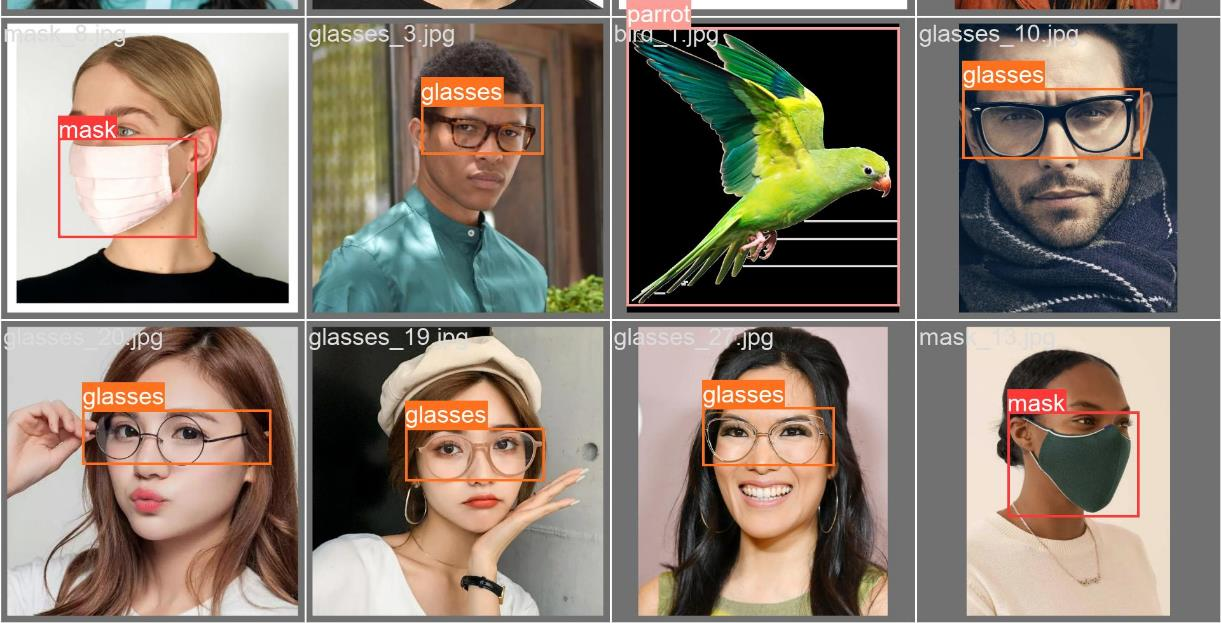 parrot
mask_8.jpg
glasses_3.jpg
bird_1.jpg
glasses_10.jpg
glasses
glasses
mask
glasses_20.jpg
glasses_19.jpg
glasses_27.jpg
mask_13.jpg
glasses
glasses
mask
glasses